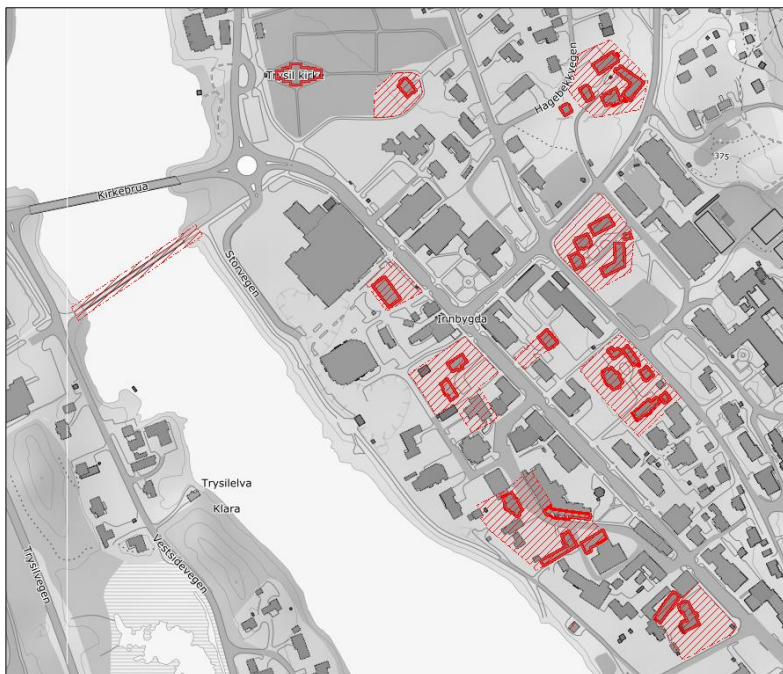 Trysil kirke
Hagebekkvegen
375
Kirkebrua
Storvegen
Innbygda
Trysilelva
Klara
Vestsidevegen
Trysilvegen